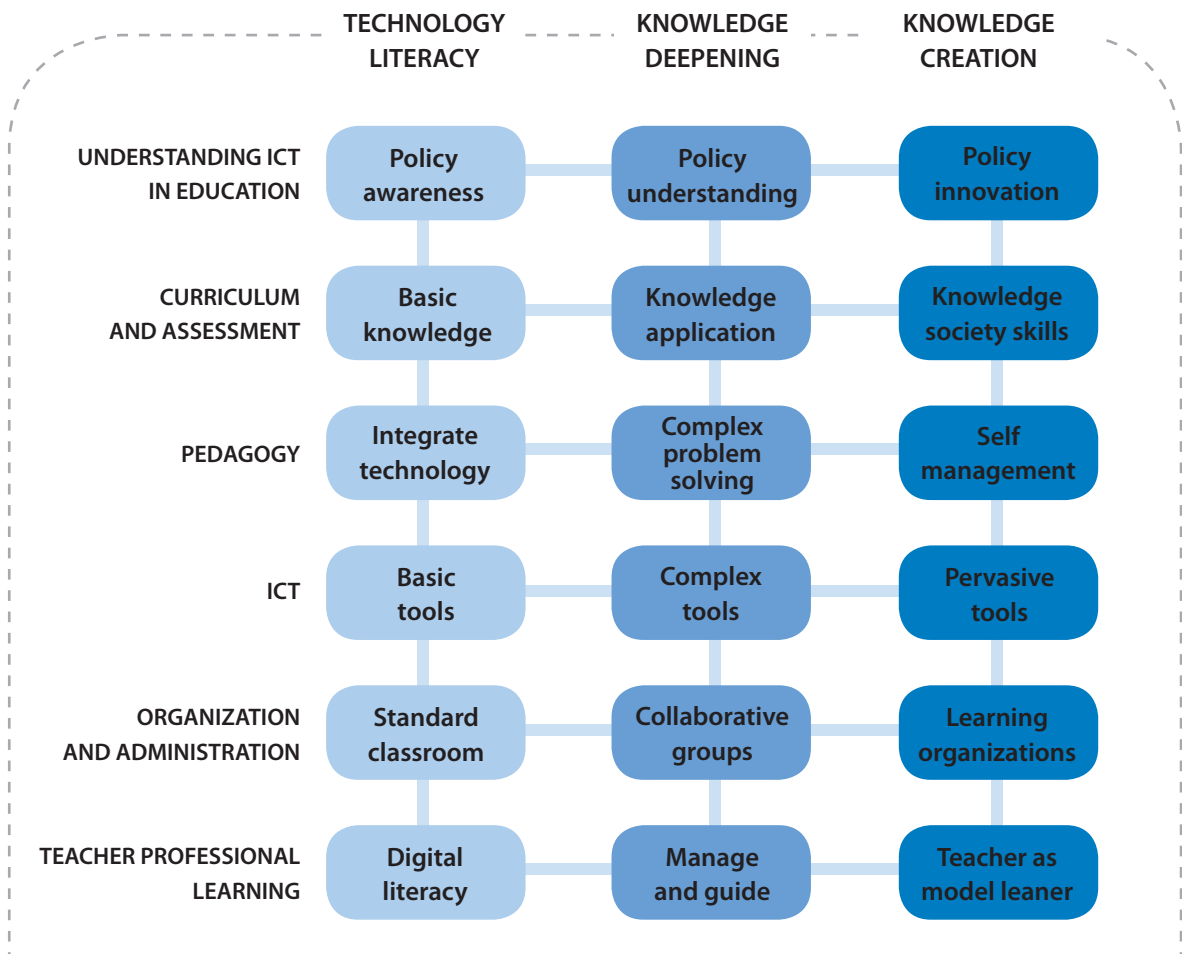 TECHNOLOGY
LITERACY
KNOWLEDGE
DEEPENING
KNOWLEDGE
CREATION
UNDERSTANDING ICT
IN EDUCATION
Policy
awareness
Policy
understanding
Policy
innovation
CURRICULUM
AND ASSESSMENT
Basic
knowledge
Knowledge
application
Knowledge
society skills
PEDAGOGY
Integrate
technology
Complex
problem
solving
Self
management
ICT
Basic
tools
Complex
tools
Pervasive
tools
ORGANIZATION
AND ADMINISTRATION
Standard
classroom
Collaborative
groups
Learning
organizations
TEACHER PROFESSIONAL
LEARNING
Digital
literacy
Manage
and guide
Teacher as
model leaner